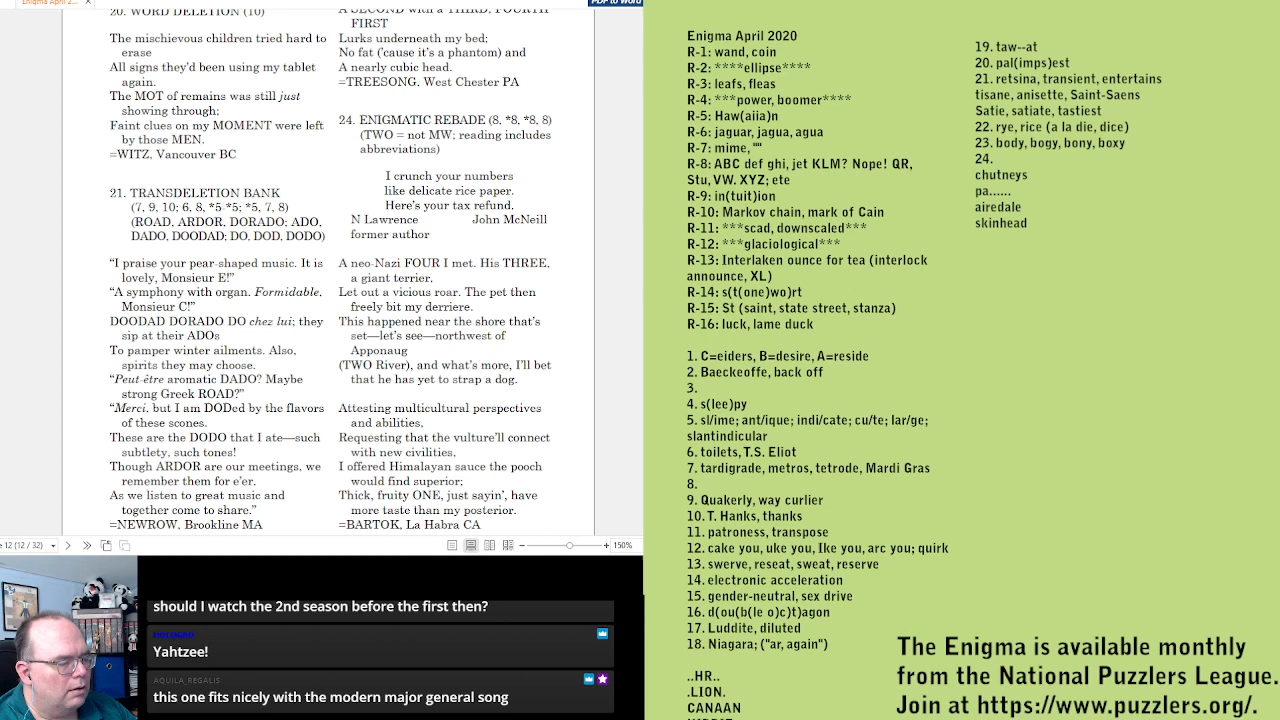 Enigma April 2...
PDF to Word
20. WORD DELETION (10)
The mischievous children tried hard to
erase
All signs they'd been using my tablet
again.
The MOT of remains was still just
showing through;
Faint clues on my MOMENT were left
by those MEN.
=WITZ, Vancouver BC
21. TRANSDELETION BANK
(7, 9, 10; 6, 8, *5 *5; *5, 7, 8)
(ROAD, ARDOR, DORADO; ADO,
DADO, DOODAD; DO, DOD, DODO)
“I praise your pear-shaped music. It is
lovely, Monsieur E!”
“A symphony with organ. Formidable,
Monsieur C!”
DOODAD DORADO DO chez lui; they
sip at their ADOs
To pamper winter ailments. Also,
spirits they may choose.
“Peut-être aromatic DADO? Maybe
strong Greek ROAD?”
“Merci, but I am DODed by the flavors
of these scones.
These are the DODO that I ate—such
subtlety, such tones!
Though ARDOR are our meetings, we
remember them for e'er.
As we listen to great music and
together come to share.”
=NEWROW, Brookline MA
A SECOND with a THIRD, FOURTH
FIRST
Lurks underneath my bed;
No fat ('cause it's a phantom) and
A nearly cubic head.
=TREESONG, West Chester PA
24. ENIGMATIC REBADE (8, *8, *8, 8)
(TWO = not MW; reading includes
abbreviations)
I crunch your numbers
like delicate rice paper.
Here's your tax refund.
N Lawrence John McNeill
former author
A neo-Nazi FOUR I met. His THREE,
a giant terrier,
Let out a vicious roar. The pet then
freely bit my derriere.
This happened near the shore that's
set—let's see—northwest of
Apponaug
(TWO River), and what's more, I'll bet
that he has yet to strap a dog.
Attesting multicultural perspectives
and abilities,
Requesting that the vulture'll connect
with new civilities,
I offered Himalayan sauce the pooch
would find superior;
Thick, fruity ONE, just sayin', have
more taste than my posterior.
=BARTOK, La Habra CA
e 12 (12 / 32)
150%
should I watch the 2nd season before the first then?
Yahtzee!
AQUILA_REGALIS
this one fits nicely with the modern major general song
Enigma April 2020
R-1: wand, coin
R-2: ****ellipse****
R-3: leafs, fleas
R-4: ***power, boomer****
R-5: Haw(aiia)n
R-6: jaguar, jagua, agua
R-7: mime, ""
R-8: ABC def ghi, jet KLM? Nope! QR,
Stu, VW. XYZ; ete
R-9: in(tuit)ion
R-10: Markov chain, mark of Cain
R-11: ***scad, downscaled***
R-12: ***glaciological***
R-13: Interlaken ounce for tea (interlock
announce, XL)
R-14: s(t(one)wo)rt
R-15: St (saint, state street, stanza)
R-16: luck, lame duck
1. C=eiders, B=desire, A=reside
2. Baeckeoffe, back off
3.
4. s(lee)py
5. sl/ime; ant/ique; indi/cate; cu/te; lar/ge;
slantindicular
6. toilets, T.S. Eliot
7. tardigrade, metros, tetrode, Mardi Gras
8.
9. Quakerly, way curlier
10. T. Hanks, thanks
11. patroness, transpose
12. cake you, uke you, Ike you, arc you; quirk
13. swerve, reseat, sweat, reserve
14. electronic acceleration
15. gender-neutral, sex drive
16. d(ou(b(le o)c)t)agon
17. Luddite, diluted
18. Niagara; ("ar, again")
..HR..
.LION.
CANAAN
19. taw--at
20. pal(imps)est
21. retsina, transient, entertains
tisane, anisette, Saint-Saens
Satie, satiate, tastiest
22. rye, rice (a la die, dice)
23. body, bogy, bony, boxy
24.
chutneys
pa......
airedale
skinhead
The Enigma is available monthly
from the National Puzzlers League.
Join at https://www.puzzlers.org/.